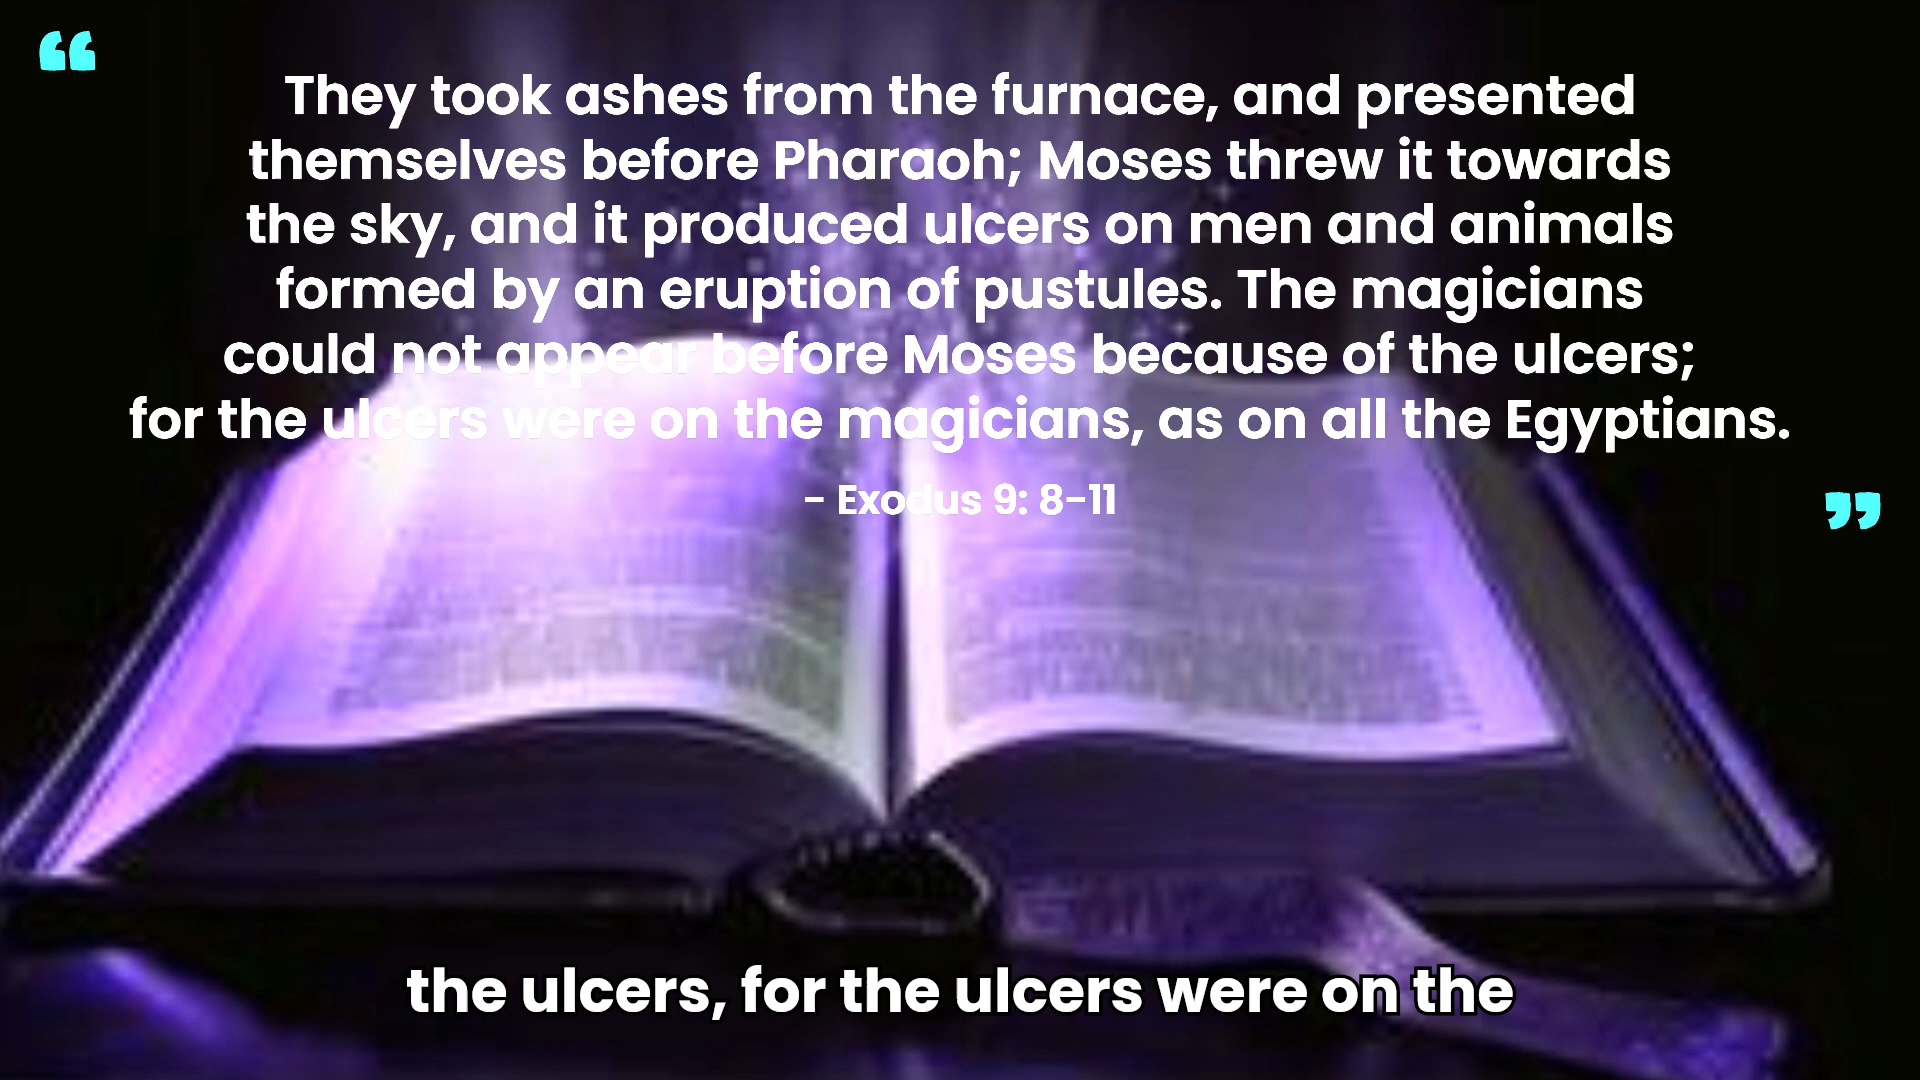 “
They took ashes from the furnace, and presented
themselves before Pharaoh; Moses threw it towards
the sky, and it produced ulcers on men and animals
formed by an eruption of pustules. The magicians
could not appear before Moses because of the ulcers;
for the ulcers were on the magicians, as on all the Egyptians.
- Exodus 9: 8-11
”
the ulcers, for the ulcers were on the